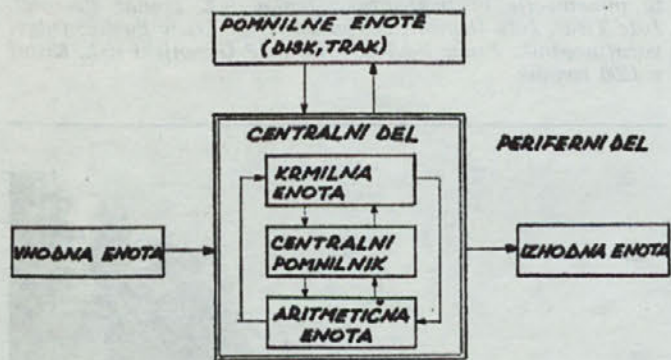 POMNILNE ENOTE
(DISK, TRAK)
CENTRALNI DEL
PERIFERNI DEL
KRMILNA
ENOTA
VHODNA ENOTA
CENTRALNI
POMNILNIK
IZHODNA ENOTA
ARITMETIČNA
ENOTA